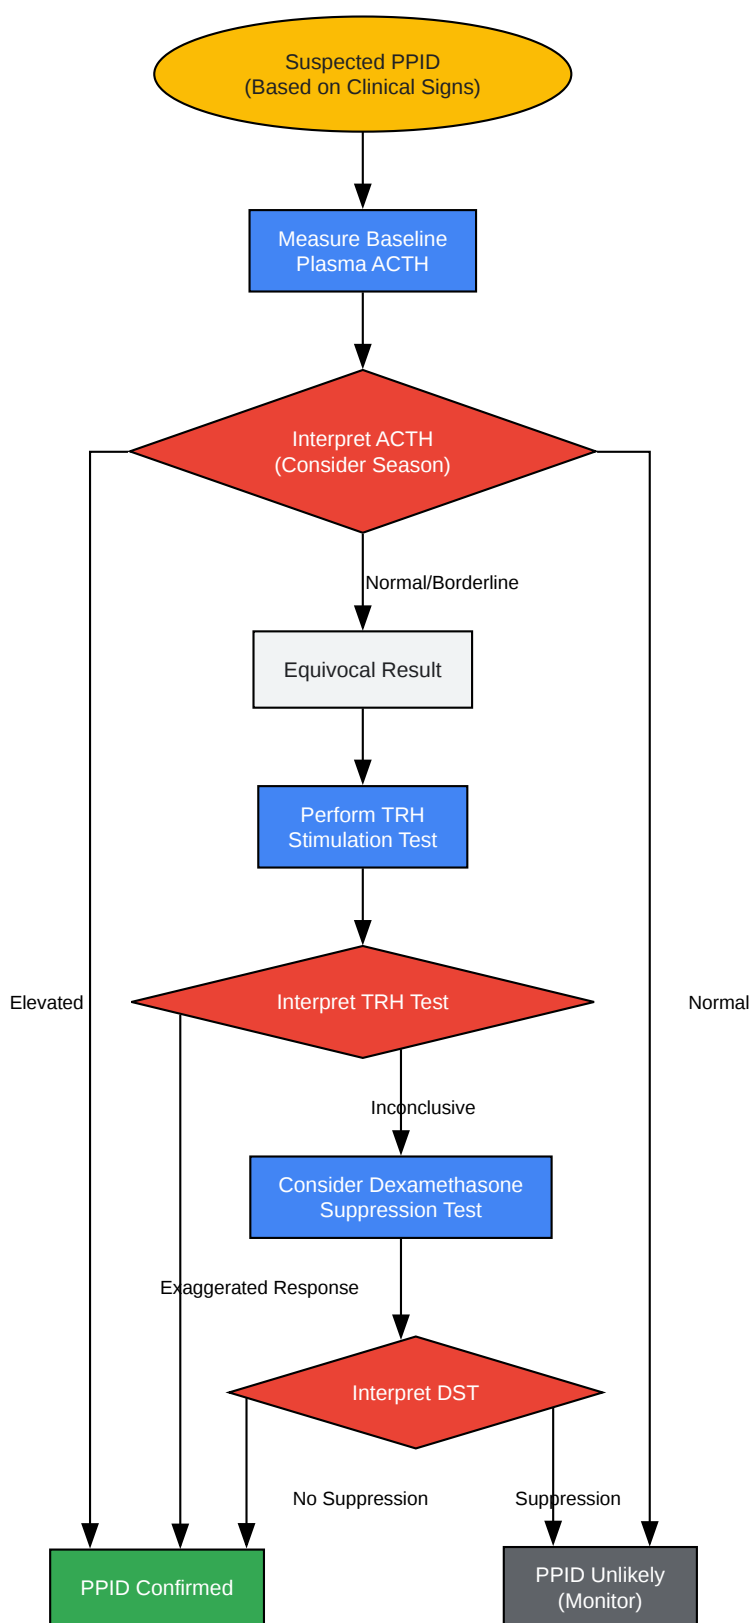 Suspected PPID
(Based on Clinical Signs)
Measure Baseline
Plasma ACTH
Interpret ACTH
(Consider Season)
Normal/Borderline
Equivocal Result
Perform TRH
Stimulation Test
Elevated
Interpret TRH Test
Normal
Inconclusive
Consider Dexamethasone
Suppression Test
Exaggerated Response
Interpret DST
No Suppression
Suppression
PPID Confirmed
PPID Unlikely
(Monitor)